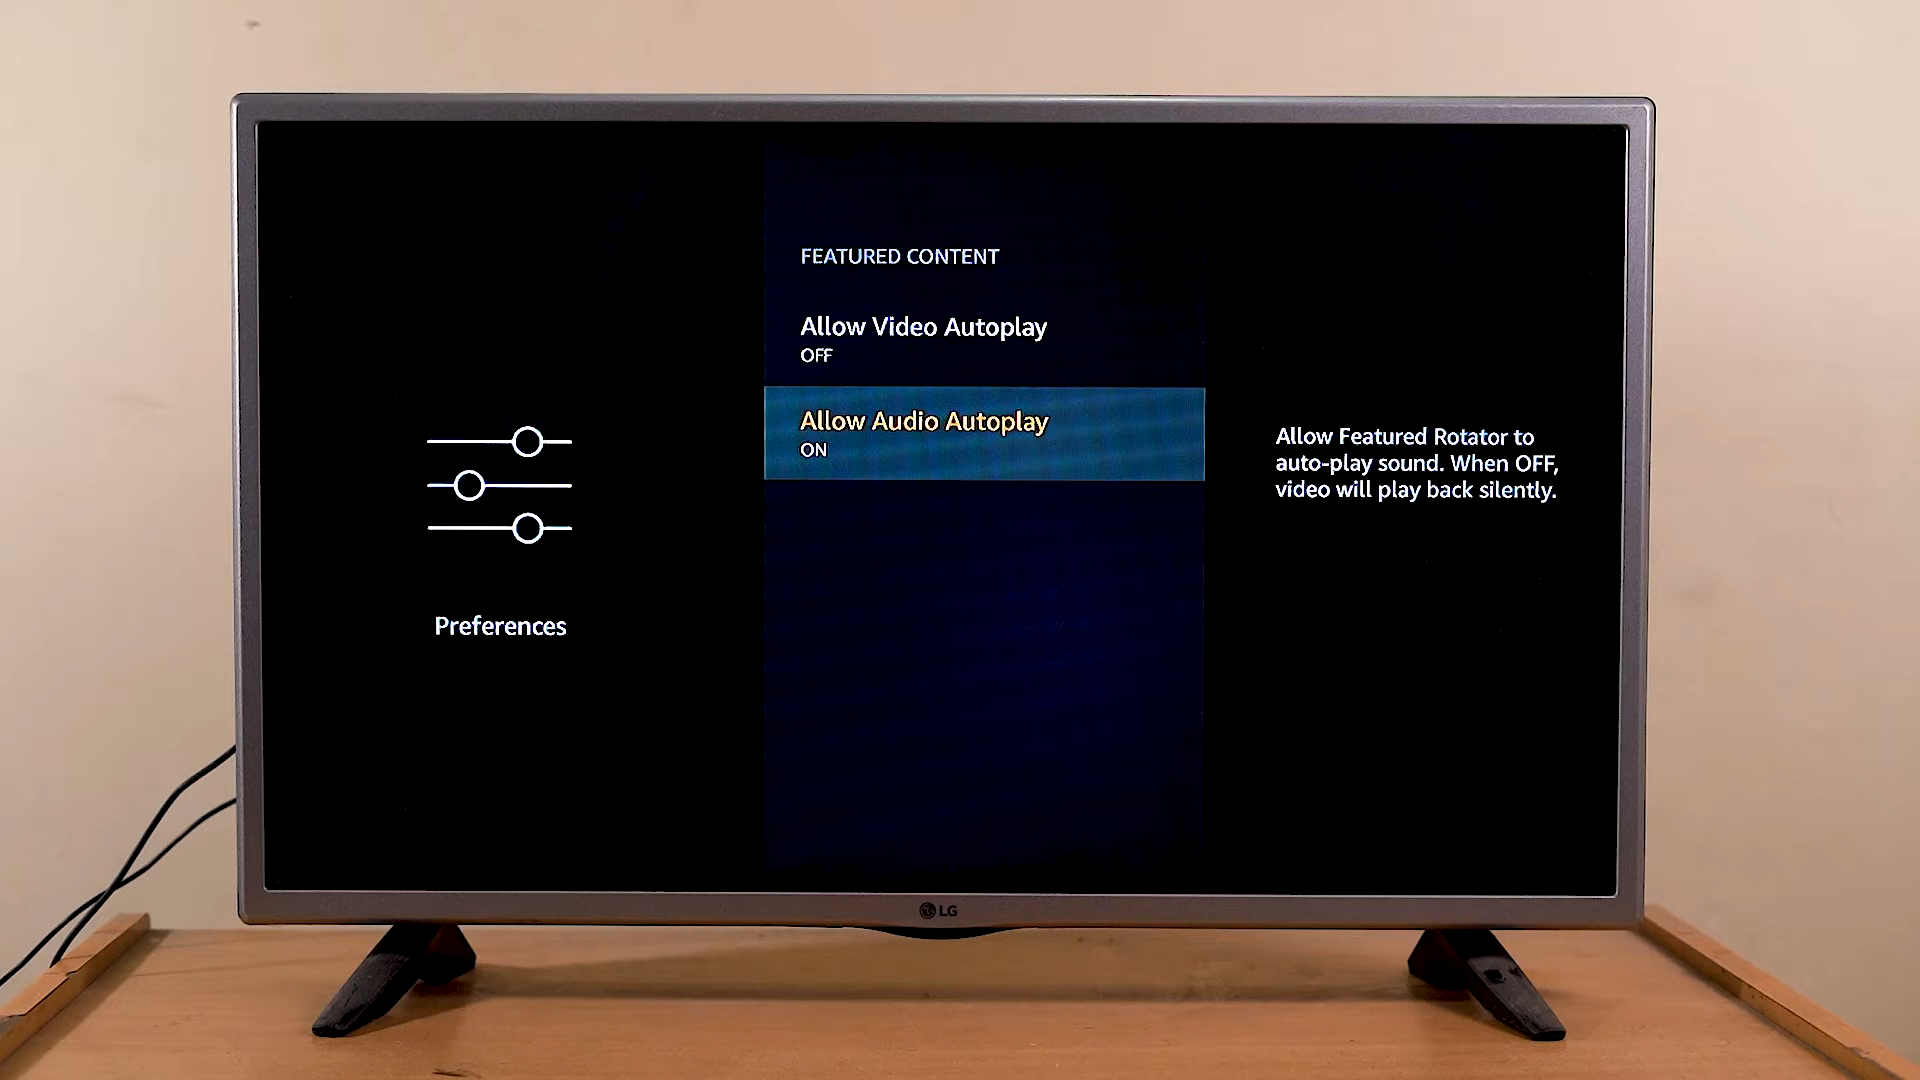 FEATURED CONTENT
Allow Video Autoplay
OFF
Allow Audio Autoplay
ON
Preferences
Allow Featured Rotator to
auto-play sound. When OFF,
video will play back silently.
LG